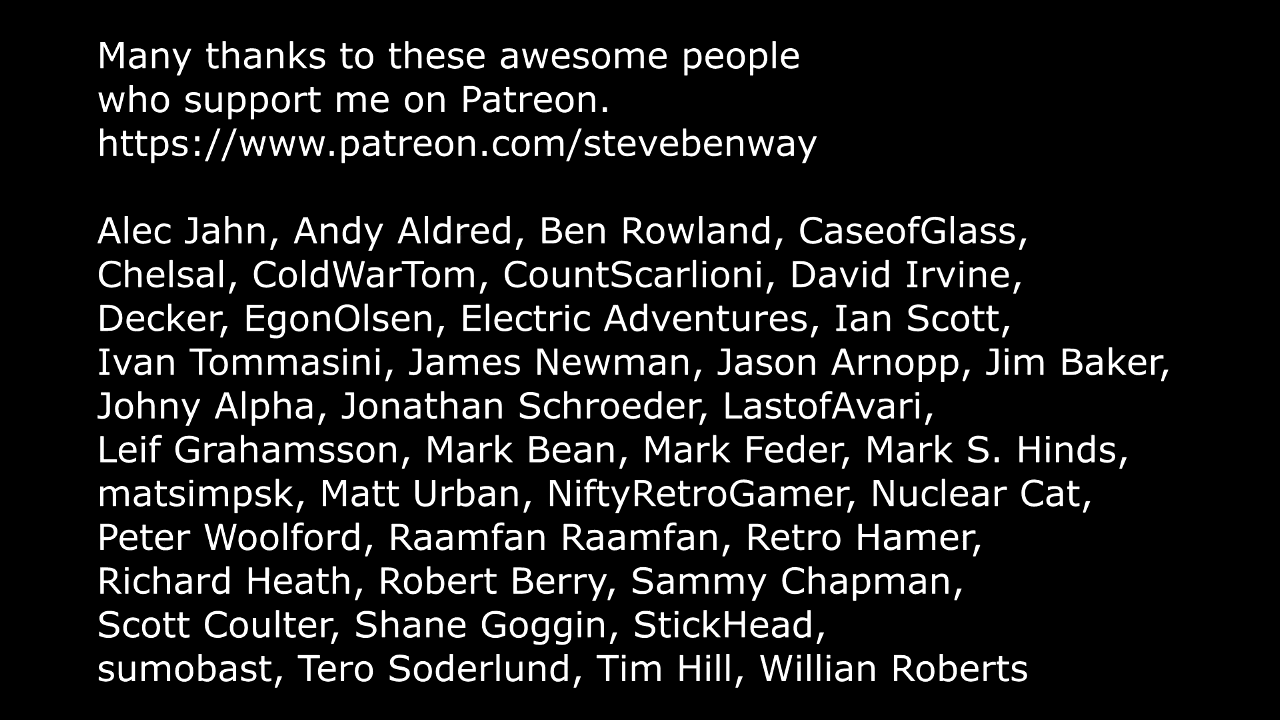 Many thanks to these awesome people
who support me on Patreon.
https://www.patreon.com/stevebenway
Alec Jahn, Andy Aldred, Ben Rowland, CaseofGlass,
Chelsal, ColdWarTom, CountScarlioni, David Irvine,
Decker, EgonOlsen, Electric Adventures, Ian Scott,
Ivan Tommasini, James Newman, Jason Arnopp, Jim Baker,
Johny Alpha, Jonathan Schroeder, LastofAvari,
Leif Grahamsson, Mark Bean, Mark Feder, Mark S. Hinds,
matsimpsk, Matt Urban, NiftyRetroGamer, Nuclear Cat,
Peter Woolford, Raamfan Raamfan, Retro Hamer,
Richard Heath, Robert Berry, Sammy Chapman,
Scott Coulter, Shane Goggin, StickHead,
sumobast, Tero Soderlund, Tim Hill, Willian Roberts